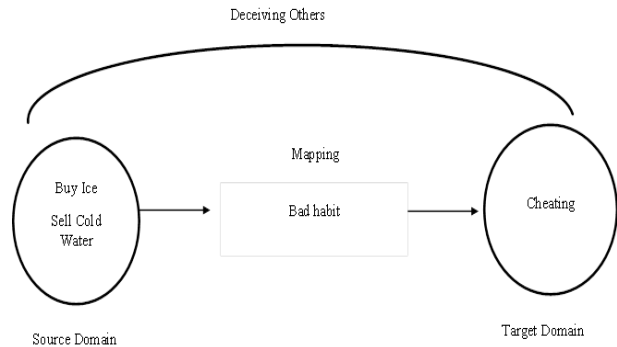 Deceiving Others
Mapping
Buy Ice
Sell Cold
Water
Bad habit
Cheating
Source Domain
Target Domain